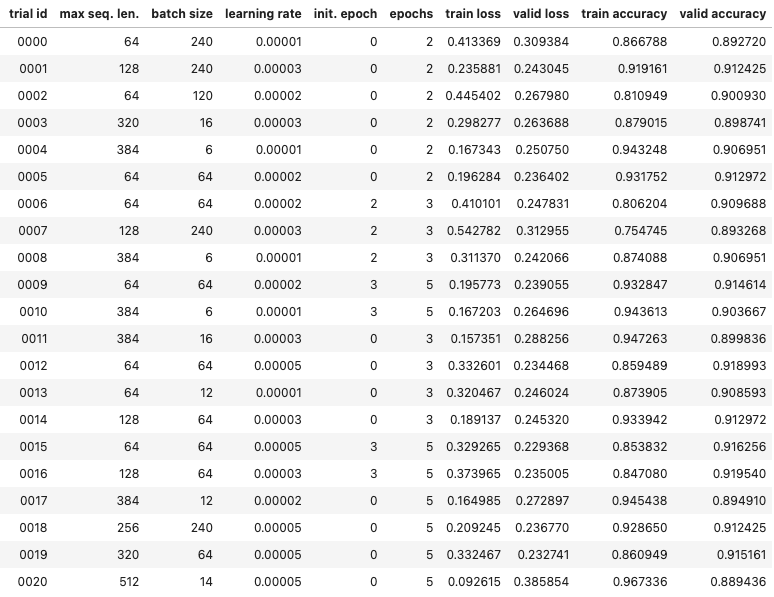 trial id max seq. len. batch size learning rate init. epoch epochs train loss valid loss train accuracy valid accuracy
0000 64 240 0.00001 0 2 0.413369 0.309384 0.866788 0.892720
0001 128 240 0.00003 0 2 0.235881 0.243045 0.919161 0.912425
0002 64 120 0.00002 0 2 0.445402 0.267980 0.810949 0.900930
0003 320 16 0.00003 0 2 0.298277 0.263688 0.879015 0.898741
0004 384 6 0.00001 0 2 0.167343 0.250750 0.943248 0.906951
0005 64 64 0.00002 0 2 0.196284 0.236402 0.931752 0.912972
0006 64 64 0.00002 2 3 0.410101 0.247831 0.806204 0.909688
0007 128 240 0.00003 2 3 0.542782 0.312955 0.754745 0.893268
0008 384 6 0.00001 2 3 0.311370 0.242066 0.874088 0.906951
0009 64 64 0.00002 3 5 0.195773 0.239055 0.932847 0.914614
0010 384 6 0.00001 3 5 0.167203 0.264696 0.943613 0.903667
0011 384 16 0.00003 0 3 0.157351 0.288256 0.947263 0.899836
0012 64 64 0.00005 0 3 0.332601 0.234468 0.859489 0.918993
0013 64 12 0.00001 0 3 0.320467 0.246024 0.873905 0.908593
0014 128 64 0.00003 0 3 0.189137 0.245320 0.933942 0.912972
0015 64 64 0.00005 3 5 0.329265 0.229368 0.853832 0.916256
0016 128 64 0.00003 3 5 0.373965 0.235005 0.847080 0.919540
0017 384 12 0.00002 0 5 0.164985 0.272897 0.945438 0.894910
0018 256 240 0.00005 0 5 0.209245 0.236770 0.928650 0.912425
0019 320 64 0.00005 0 5 0.332467 0.232741 0.860949 0.915161
0020 512 14 0.00005 0 5 0.092615 0.385854 0.967336 0.889436